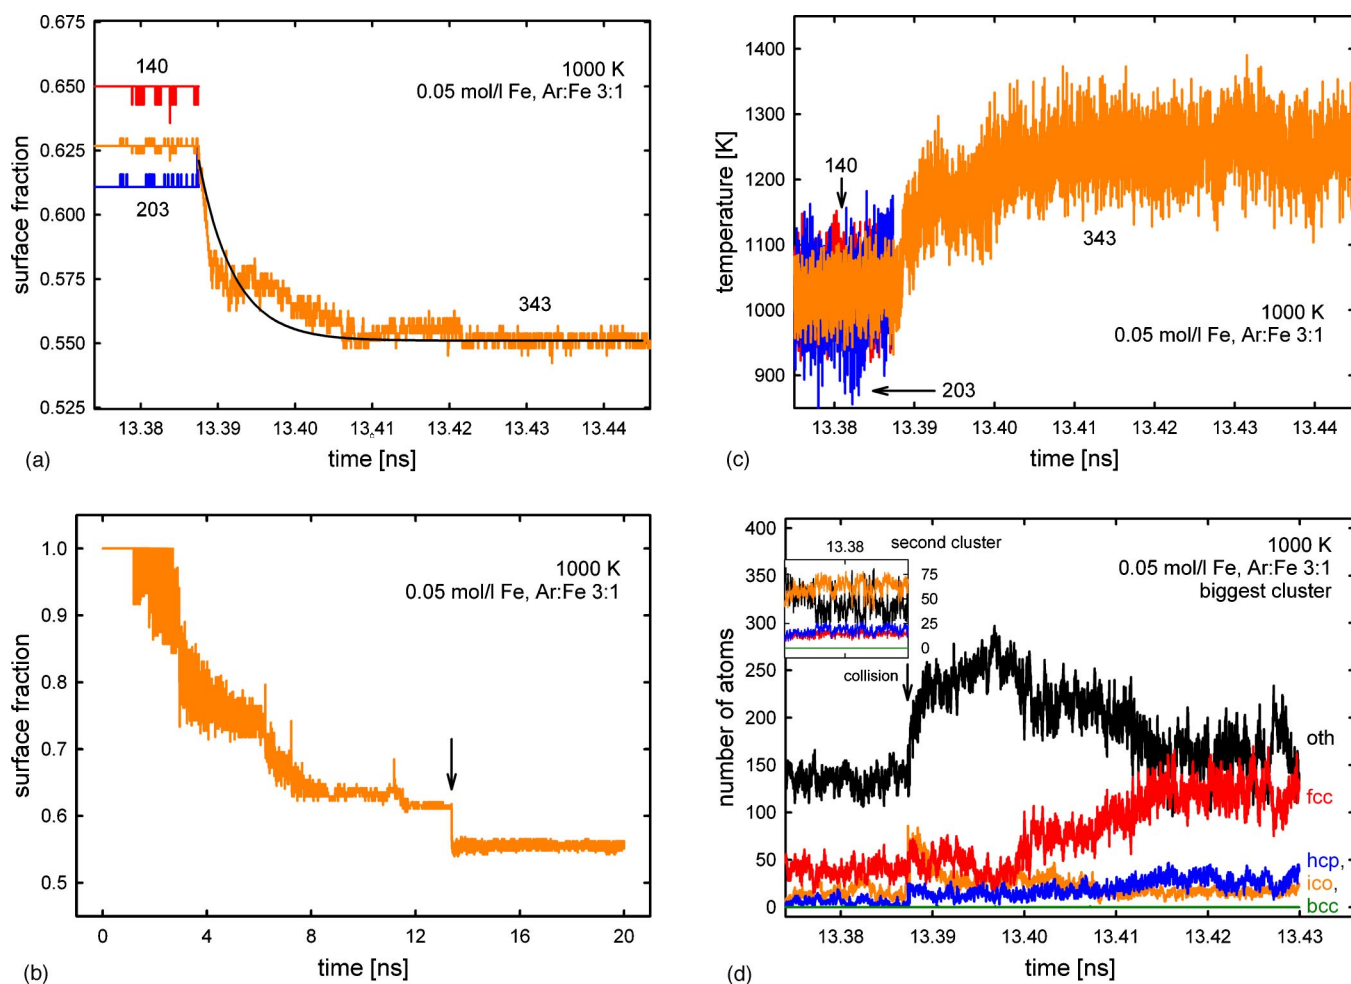 0.675
0.650
0.625
0.600
0.575
0.550
0.525
surface fraction
140
203
343
1000 K
0.05 mol/l Fe, Ar:Fe 3:1
13.38 13.39 13.40 13.41 13.42 13.43 13.44
(a) time [ns]
1400
1300
1200
1100
1000
900
temperature [K]
140
343
203
1000 K
0.05 mol/l Fe, Ar:Fe 3:1
13.38 13.39 13.40 13.41 13.42 13.43 13.44
(c) time [ns]
1.0
0.9
0.8
0.7
0.6
0.5
surface fraction
1000 K
0.05 mol/l Fe, Ar:Fe 3:1
0 4 8 12 16 20
(b) time [ns]
400
350
300
250
200
150
100
50
0
number of atoms
13.38 second cluster
75
50
25
0
1000 K
0.05 mol/l Fe, Ar:Fe 3:1
biggest cluster
collision
oth
fcc
hcp,
ico,
bcc
13.38 13.39 13.40 13.41 13.42 13.43
(d) time [ns]